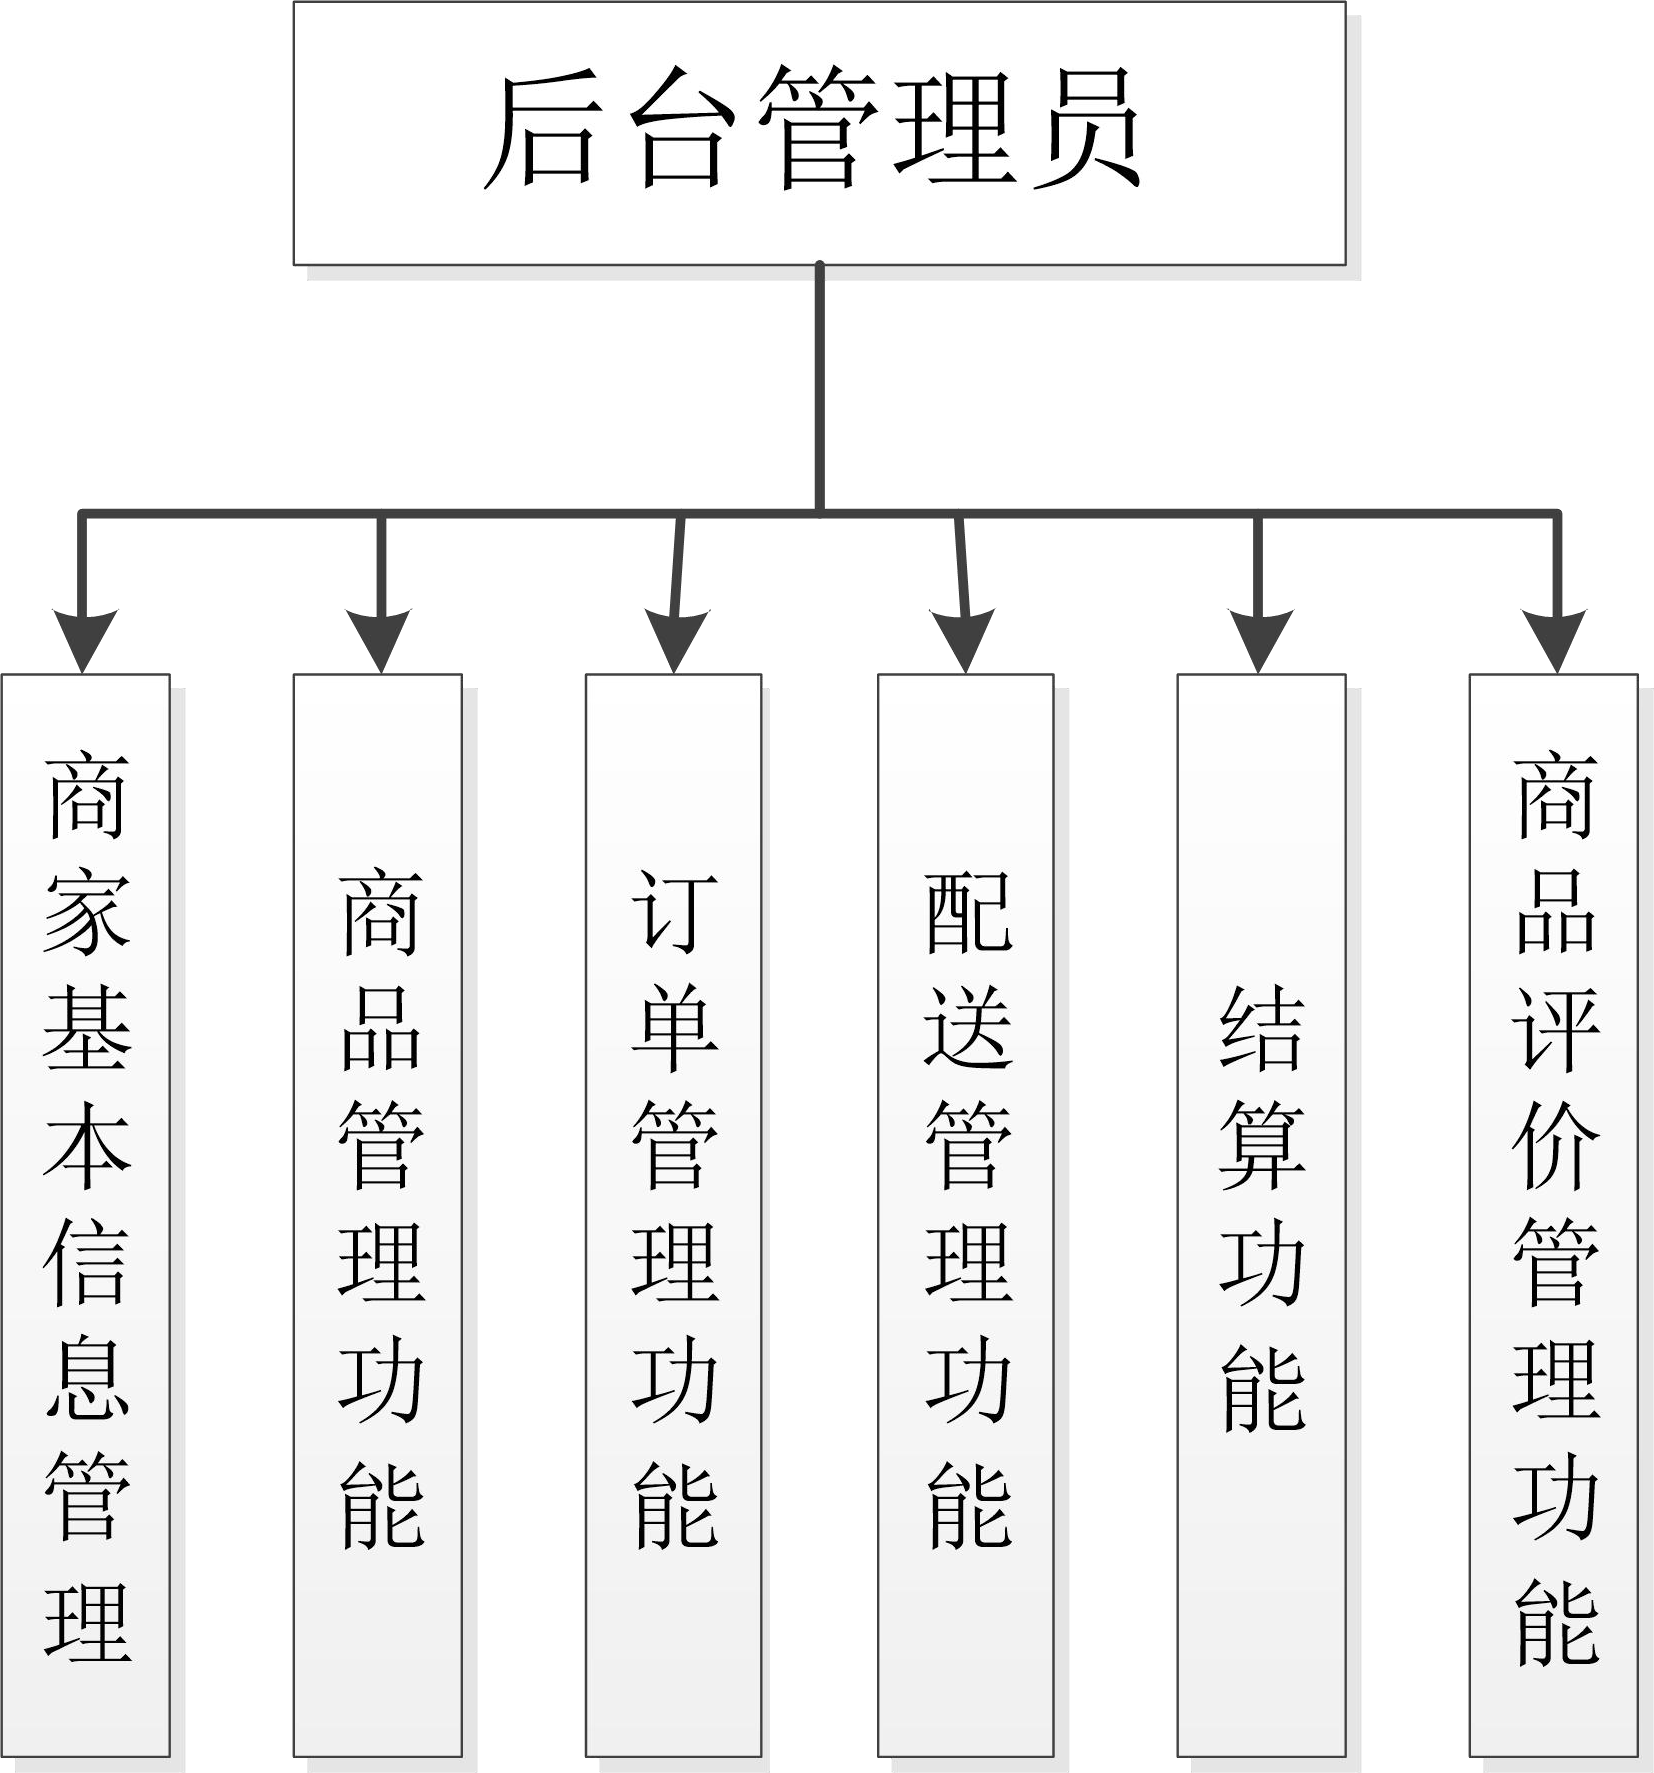 后台管理员
商家基本信息管理
商品管理功能
订单管理功能
配送管理功能
结算功能
商品评价管理功能